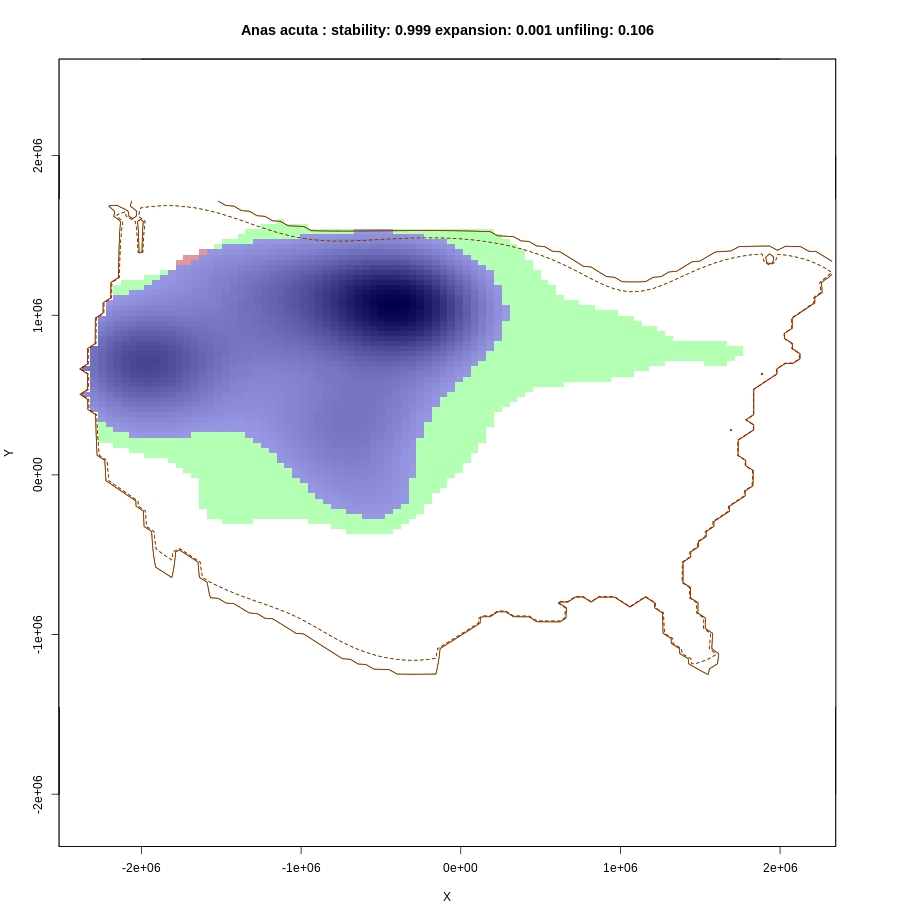 Anas acuta : stability: 0.999 expansion: 0.001 unfiling: 0.106
2e+06
1e+06
0e+00
-1e+06
-2e+06
Y
-2e+06 -1e+06 0e+00 1e+06 2e+06
X